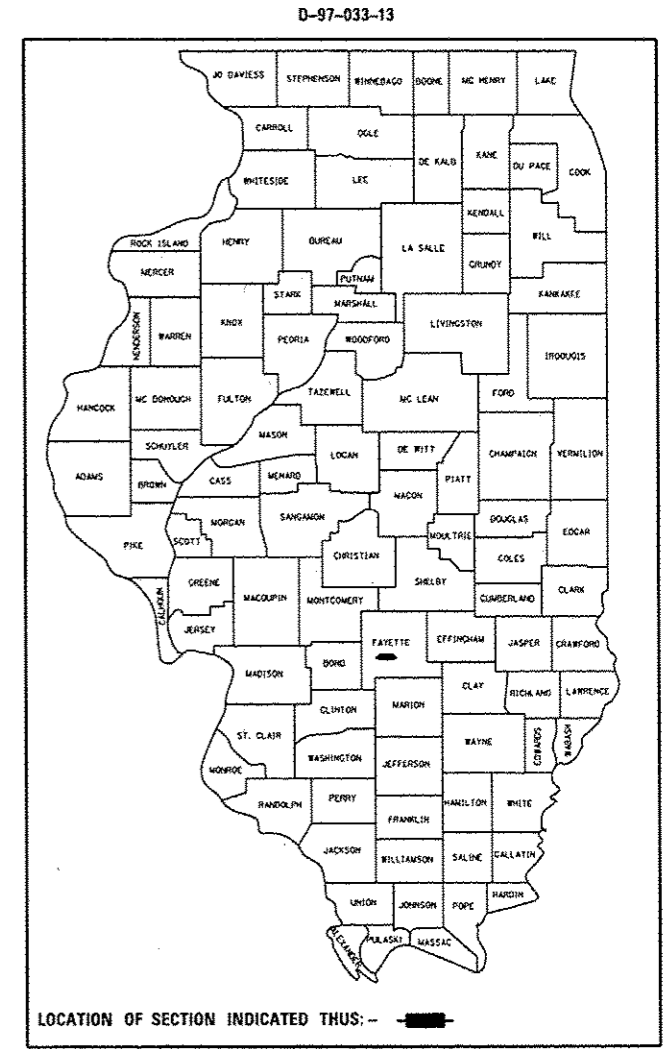 D-97-033-13
JO DAVIESS STEPHENSON WINNEBAGO BOONE MC HENRY LAKE
CARROLL OGLE
DE KALB KANE DU PAGE COOK
WHITESIDE LEE
KENDALL
WILL
ROCK ISLAND HENRY BUREAU LA SALLE GRUNDY
MERCER PUTNAM
STARK MARSHALL KANKAKEE
HENDERSON WARREN KNOX PEORIA WOODFORD LIVINGSTON IROQUOIS
HANCOCK MC DONOUGH FULTON TAZEWELL MC LEAN FORD
SCHUYLER MASON
LOGAN DE WITT CHAMPAIGN VERMILION
ADAMS BROWN CASS MENARD MACON PIATT
PIKE SCOTT MORGAN SANGAMON MOULTRIE DOUGLAS EDGAR
CHRISTIAN COLES
GREENE SHELBY
CALHOUN MACOUPIN MONTGOMERY CUMBERLAND CLARK
JERSEY FAYETTE EFFINGHAM JASPER CRAWFORD
MADISON BOND
CLAY RICHLAND LAWRENCE
CLINTON MARION
ST. CLAIR WAYNE EDWARDS WABASH
MONROE WASHINGTON JEFFERSON
RANDOLPH PERRY HAMILTON WHITE
FRANKLIN
JACKSON WILLIAMSON SALINE GALLATIN
UNION JOHNSON POPE HARDIN
ALEXANDER PULASKI MASSAC
LOCATION OF SECTION INDICATED THUS:-